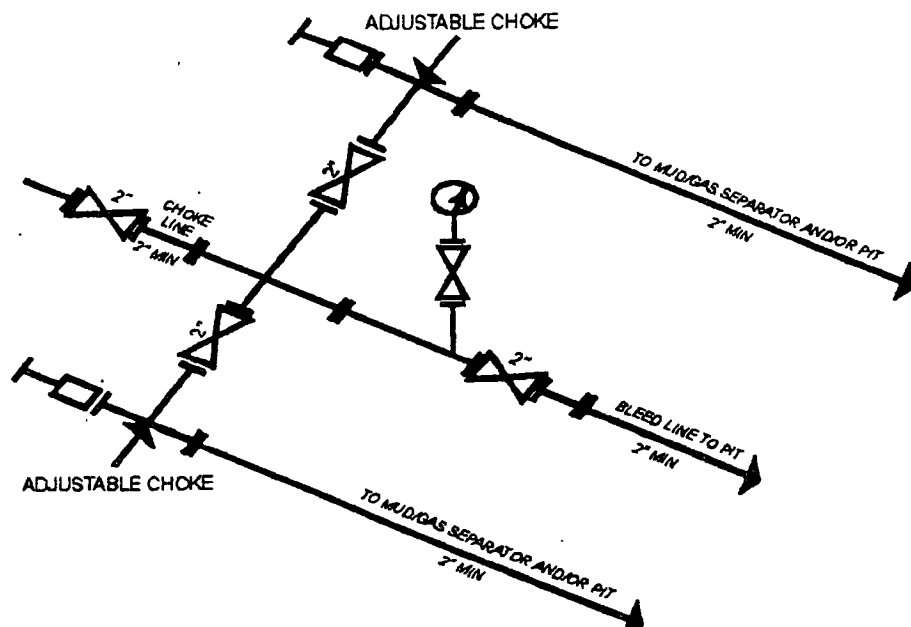 ADJUSTABLE CHOKE
TO MUD/GAS SEPARATOR AND/OR PIT
2" MIN
2"
2"
CHOKE
LINE
2" MIN
2"
2"
BLEED LINE TO PIT
2" MIN
ADJUSTABLE CHOKE
TO MUD/GAS SEPARATOR AND/OR PIT
2" MIN